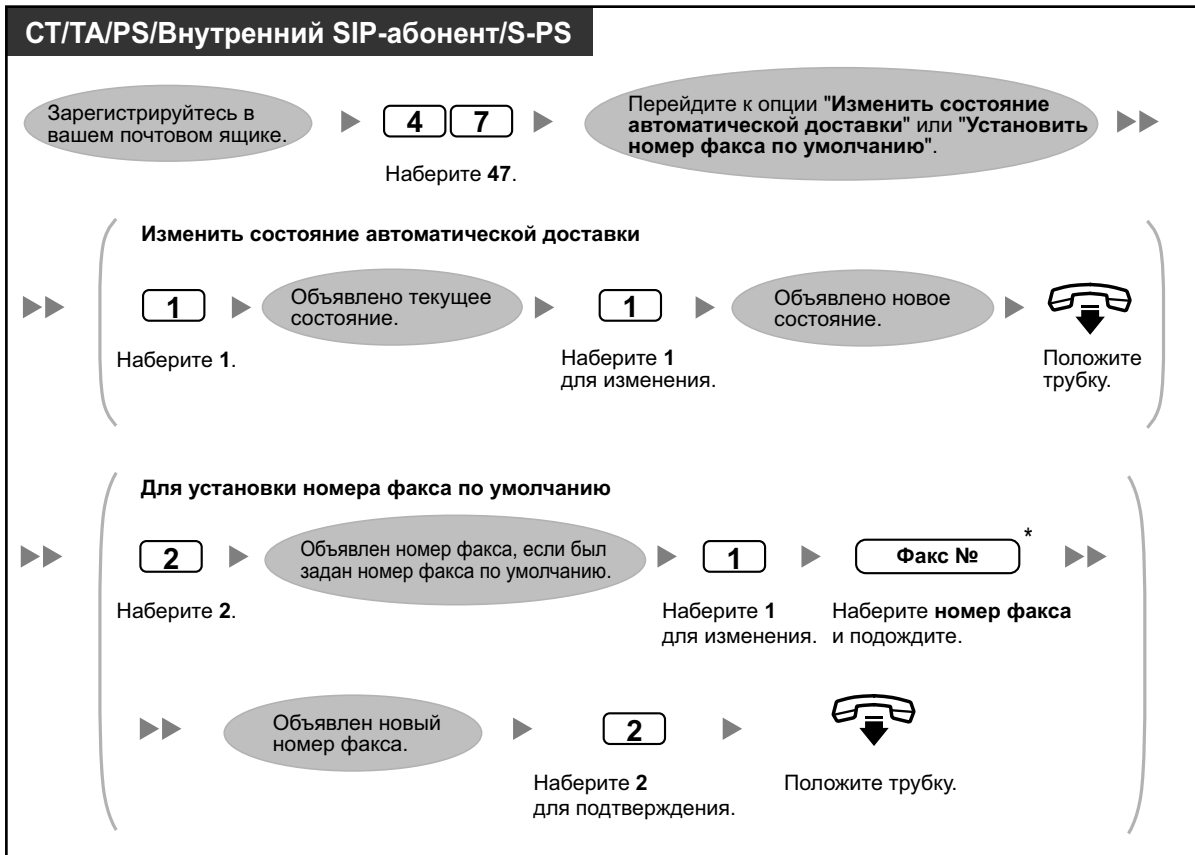 СТ/TA/PS/Внутренний SIP-абонент/S-PS
Зарегистрируйтесь в
вашем почтовом ящике.
4 7
Наберите 47.
Перейдите к опции "Изменить состояние
автоматической доставки" или "Установить
номер факса по умолчанию".
Изменить состояние автоматической доставки
1
Наберите 1.
Объявлено текущее
состояние.
1
Наберите 1
для изменения.
Объявлено новое
состояние.
Положите
трубку.
Для установки номера факса по умолчанию
2
Наберите 2.
Объявлен номер факса, если был
задан номер факса по умолчанию.
1
Наберите 1
для изменения.
Факс № *
Наберите номер факса
и подождите.
Объявлен новый
номер факса.
2
Наберите 2
для подтверждения.
Положите трубку.